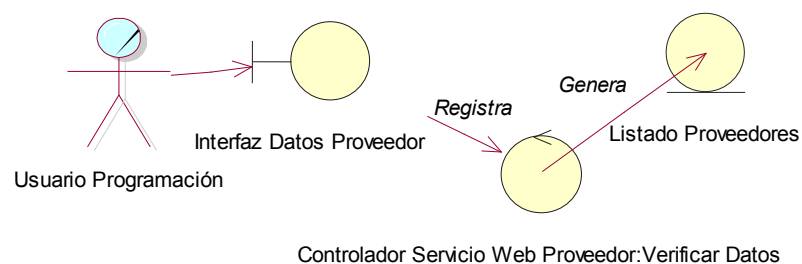 Genera
Registra
Listado Proveedores
Interfaz Datos Proveedor
Usuario Programación
Controlador Servicio Web Proveedor:Verificar Datos